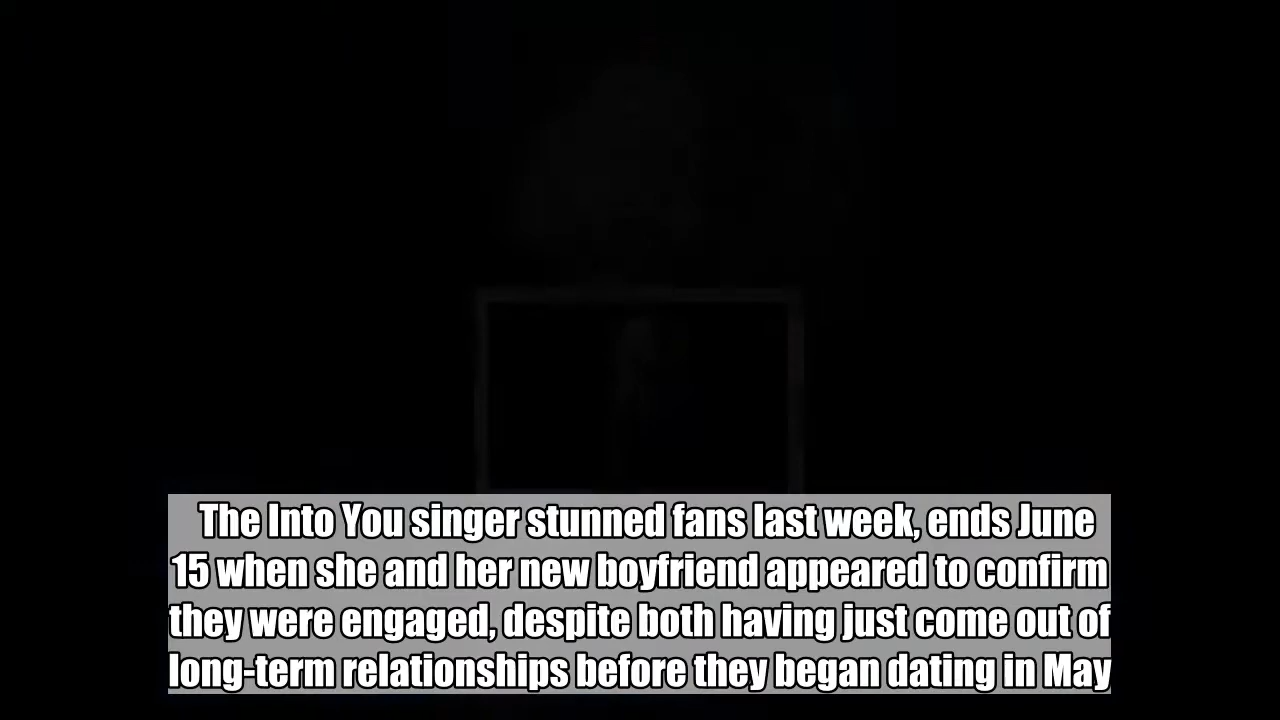 The Into You singer stunned fans last week, ends June
15 when she and her new boyfriend appeared to confirm
they were engaged, despite both having just come out of
long-term relationships before they began dating in May